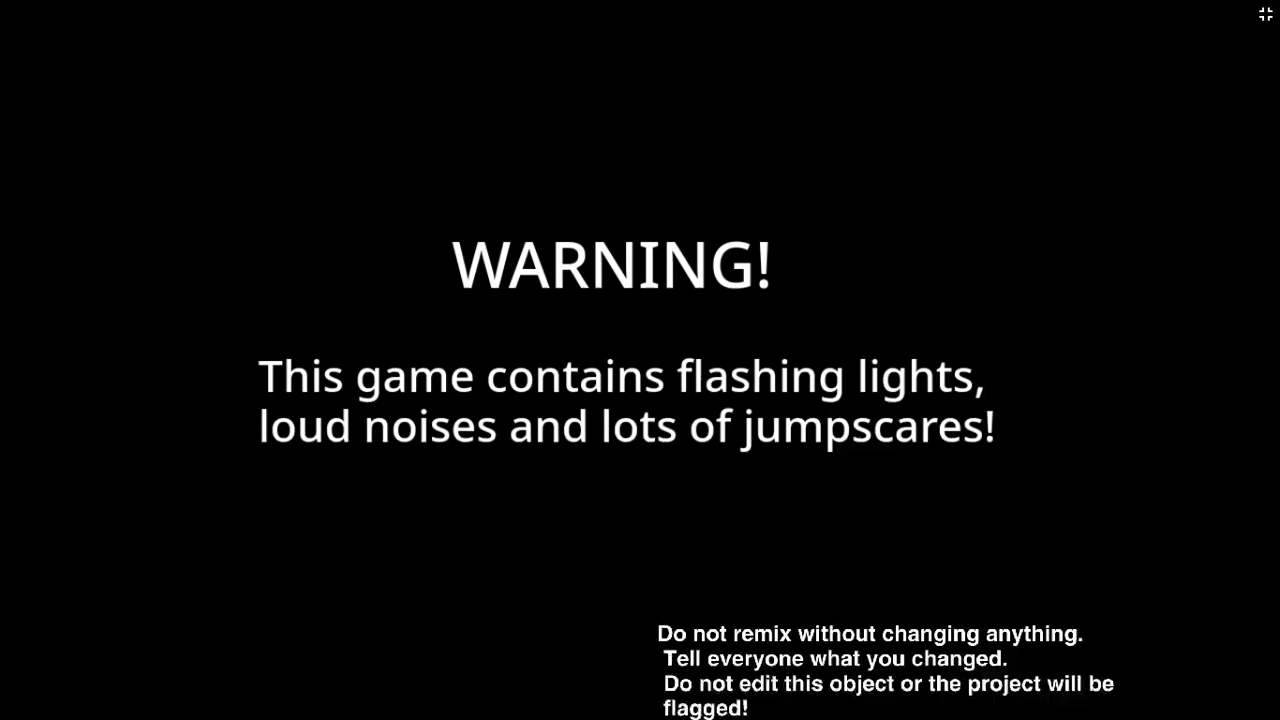 WARNING!
This game contains flashing lights,
loud noises and lots of jumpscares!
Do not remix without changing anything.
Tell everyone what you changed.
Do not edit this object or the project will be
flagged!